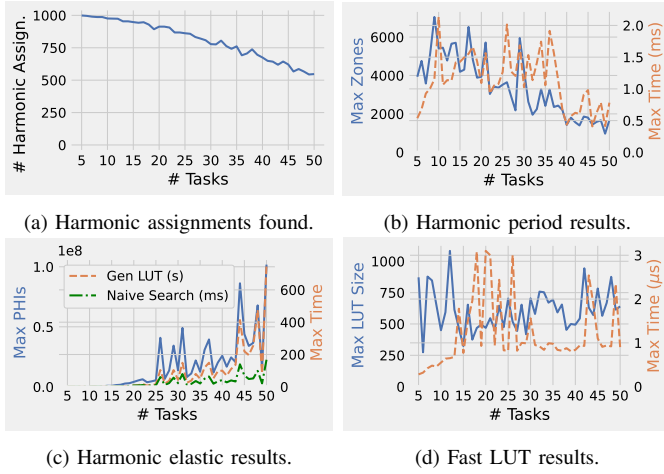 # Harmonic Assign.
1000
750
500
250
0
5 10 15 20 25 30 35 40 45 50
# Tasks
(a) Harmonic assignments found.
Max Zones
6000
4000
2000
0
2.0
1.5
1.0
0.5
0.0
Max Time (ms)
5 10 15 20 25 30 35 40 45 50
# Tasks
(b) Harmonic period results.
1e8
Max PHIs
1.0
0.5
0.0
Gen LUT (s)
Naive Search (ms)
600
400
200
0
Max Time
5 10 15 20 25 30 35 40 45 50
# Tasks
(c) Harmonic elastic results.
Max LUT Size
1000
750
500
250
0
3
2
1
0
Max Time (μs)
5 10 15 20 25 30 35 40 45 50
# Tasks
(d) Fast LUT results.